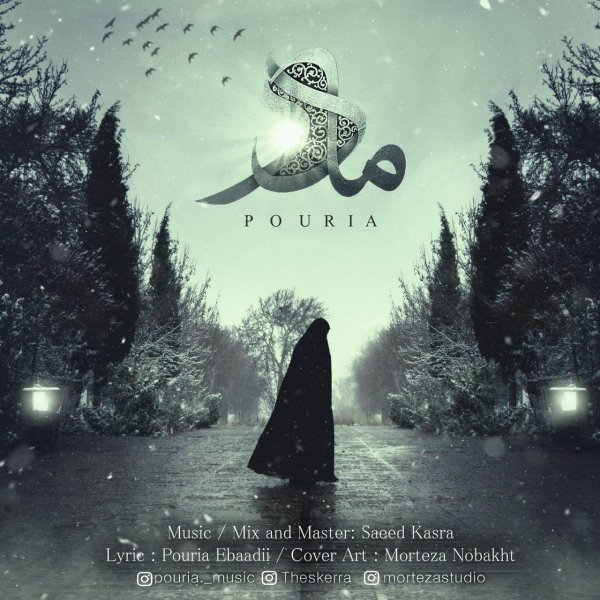 مادر
POURIA
Music / Mix and Master: Saeed Kasra
Lyric : Pouria Ebaadii / Cover Art : Morteza Nobakht
pouria._music Theskerra mortezastudio